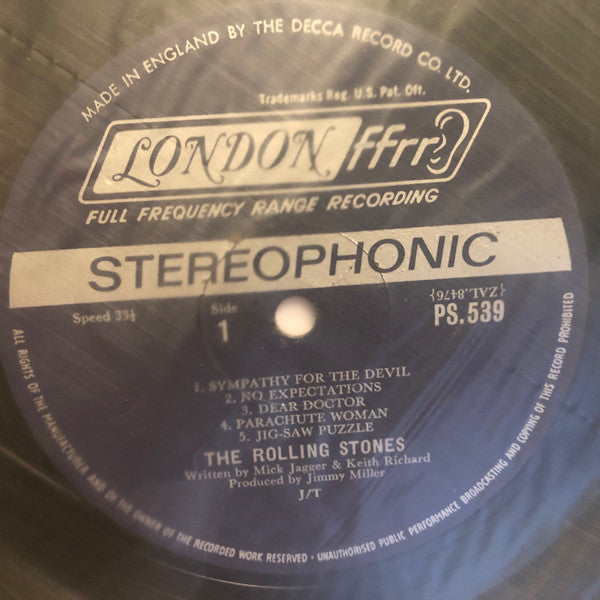 MADE IN ENGLAND BY THE DECCA RECORD CO. LTD.
Trademarks Reg. U.S. Pat. Off.
LONDON ffrr
FULL FREQUENCY RANGE RECORDING
STEREOPHONIC
Speed 33⅓
Side
1
{ZAL.8476}
PS.539
1. SYMPATHY FOR THE DEVIL
2. NO EXPECTATIONS
3. DEAR DOCTOR
4. PARACHUTE WOMAN
5. JIG-SAW PUZZLE
THE ROLLING STONES
Written by Mick Jagger & Keith Richard
Produced by Jimmy Miller
J/T
ALL RIGHTS OF THE MANUFACTURER AND OF THE OWNER OF THE RECORDED WORK RESERVED · UNAUTHORISED PUBLIC PERFORMANCE BROADCASTING AND COPYING OF THIS RECORD PROHIBITED